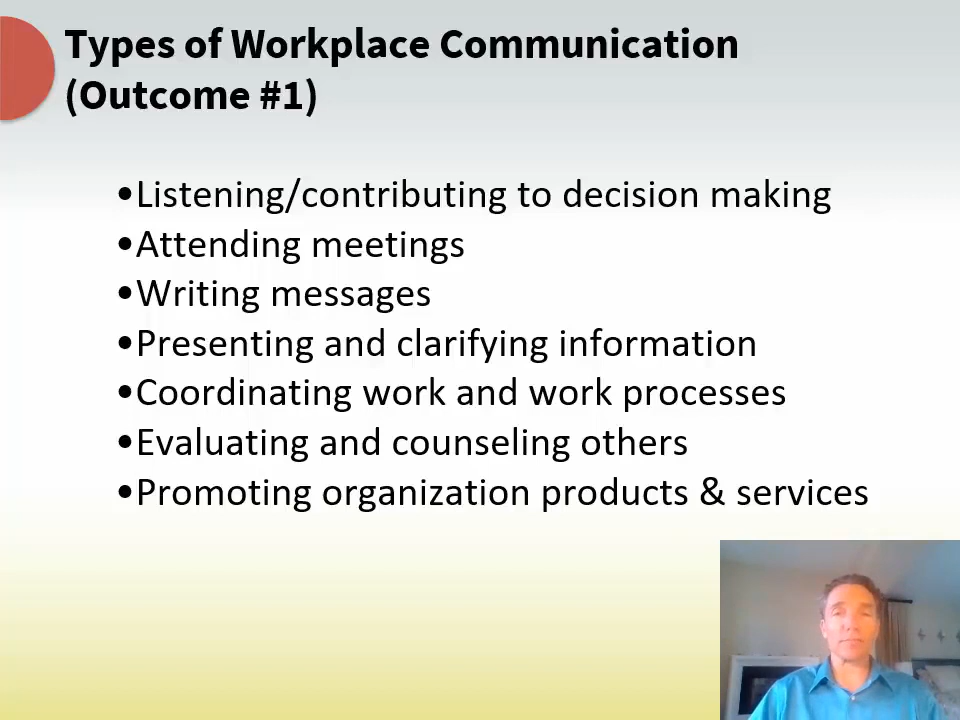 Types of Workplace Communication
(Outcome #1)
•Listening/contributing to decision making
•Attending meetings
•Writing messages
•Presenting and clarifying information
•Coordinating work and work processes
•Evaluating and counseling others
•Promoting organization products & services